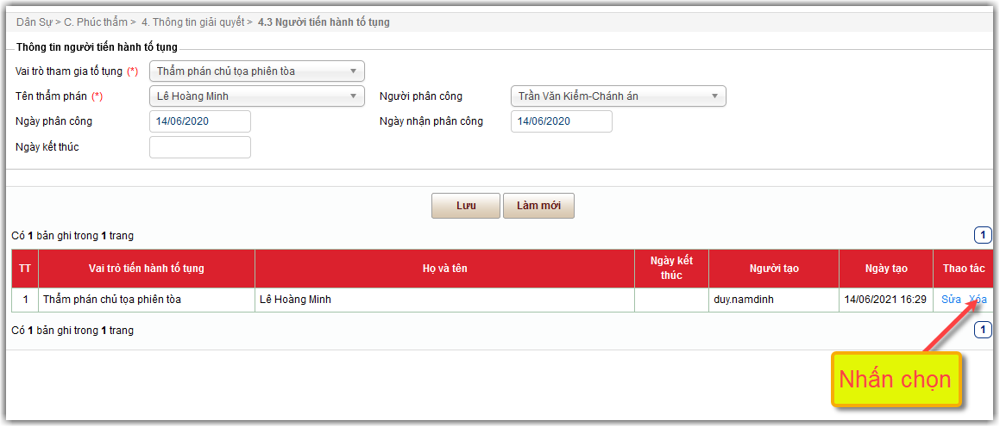 Dân Sự > C. Phúc thẩm > 4. Thông tin giải quyết > 4.3 Người tiến hành tố tụng
Thông tin người tiến hành tố tụng
Vai trò tham gia tố tụng (*) Thẩm phán chủ tọa phiên tòa
Tên thẩm phán (*) Lê Hoàng Minh Người phân công Trần Văn Kiểm-Chánh án
Ngày phân công 14/06/2020 Ngày nhận phân công 14/06/2020
Ngày kết thúc
Lưu Làm mới
Có 1 bản ghi trong 1 trang 1
TT Vai trò tiến hành tố tụng Họ và tên Ngày kết thúc Người tạo Ngày tạo Thao tác
1 Thẩm phán chủ tọa phiên tòa Lê Hoàng Minh duy.namdinh 14/06/2021 16:29 Sửa Xóa
Có 1 bản ghi trong 1 trang 1
Nhấn chọn